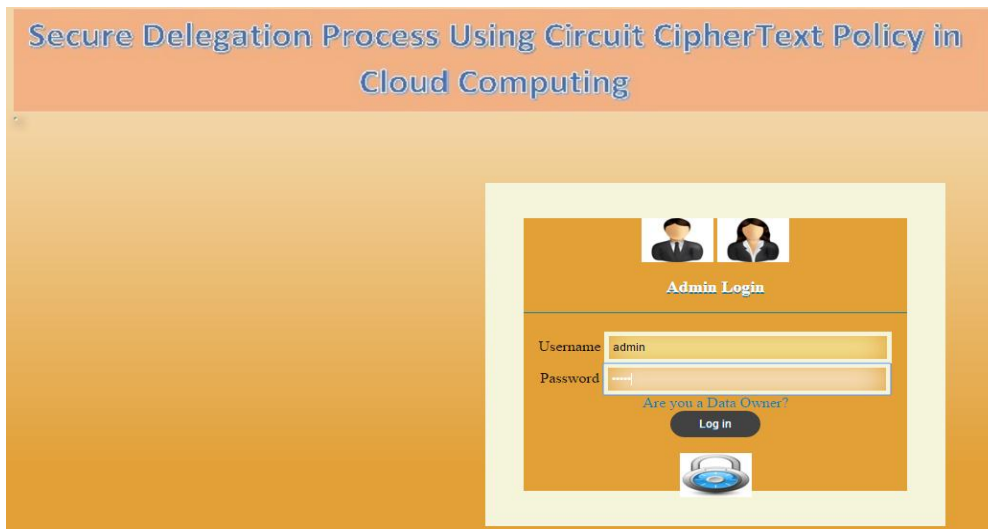 Secure Delegation Process Using Circuit CipherText Policy in
Cloud Computing
Admin Login
Username admin
Password •••••
Are you a Data Owner?
Log in